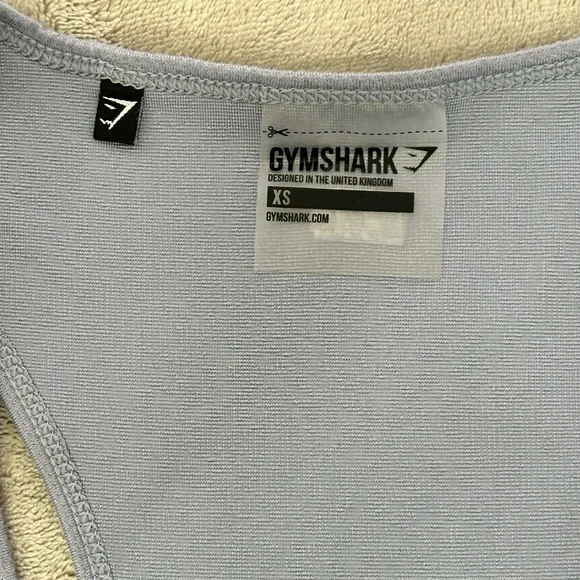 GYMSHARK
DESIGNED IN THE UNITED KINGDOM
XS
GYMSHARK.COM